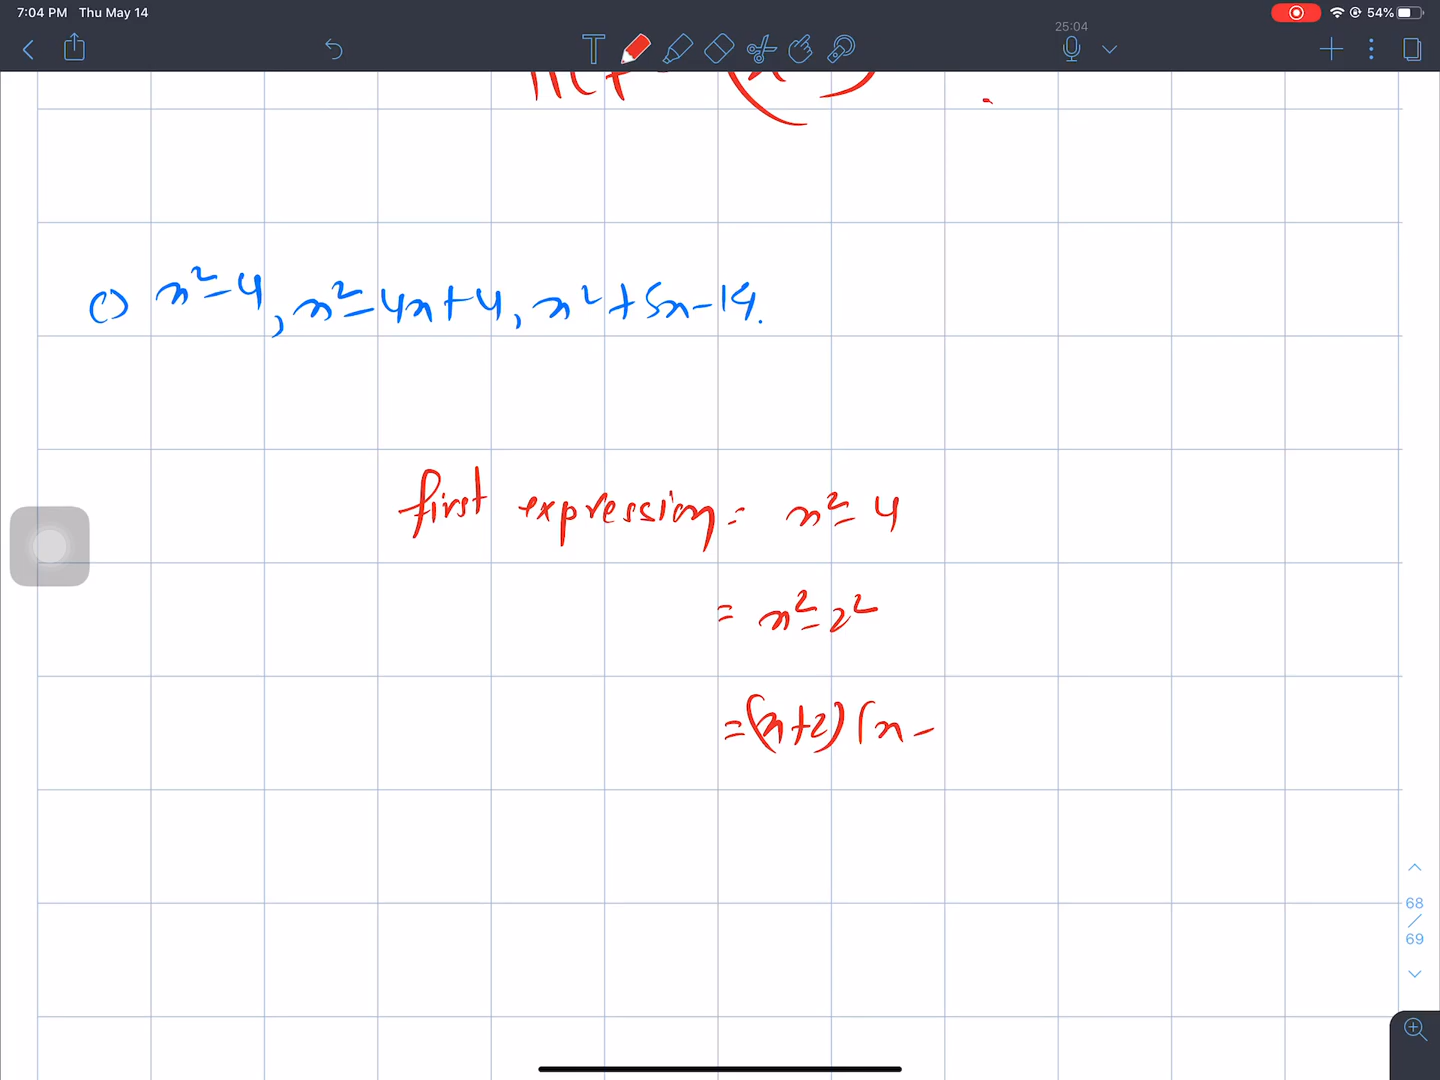 7:04 PM Thu May 14
54%
25:04
c) x²-4, x²-4x+4, x²+5x-14.
first expression = x²-4
= x²-2²
=(x+2)(x-
68
69